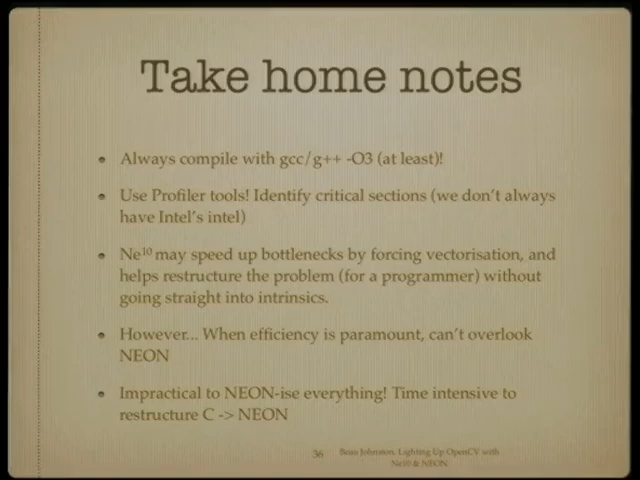 Take home notes
Always compile with gcc/g++ -O3 (at least)!
Use Profiler tools! Identify critical sections (we don't always
have Intel's intel)
Ne10 may speed up bottlenecks by forcing vectorisation, and
helps restructure the problem (for a programmer) without
going straight into intrinsics.
However... When efficiency is paramount, can't overlook
NEON
Impractical to NEON-ise everything! Time intensive to
restructure C -> NEON
36
Beau Johnston, Lighting Up OpenCV with
Ne10 & NEON